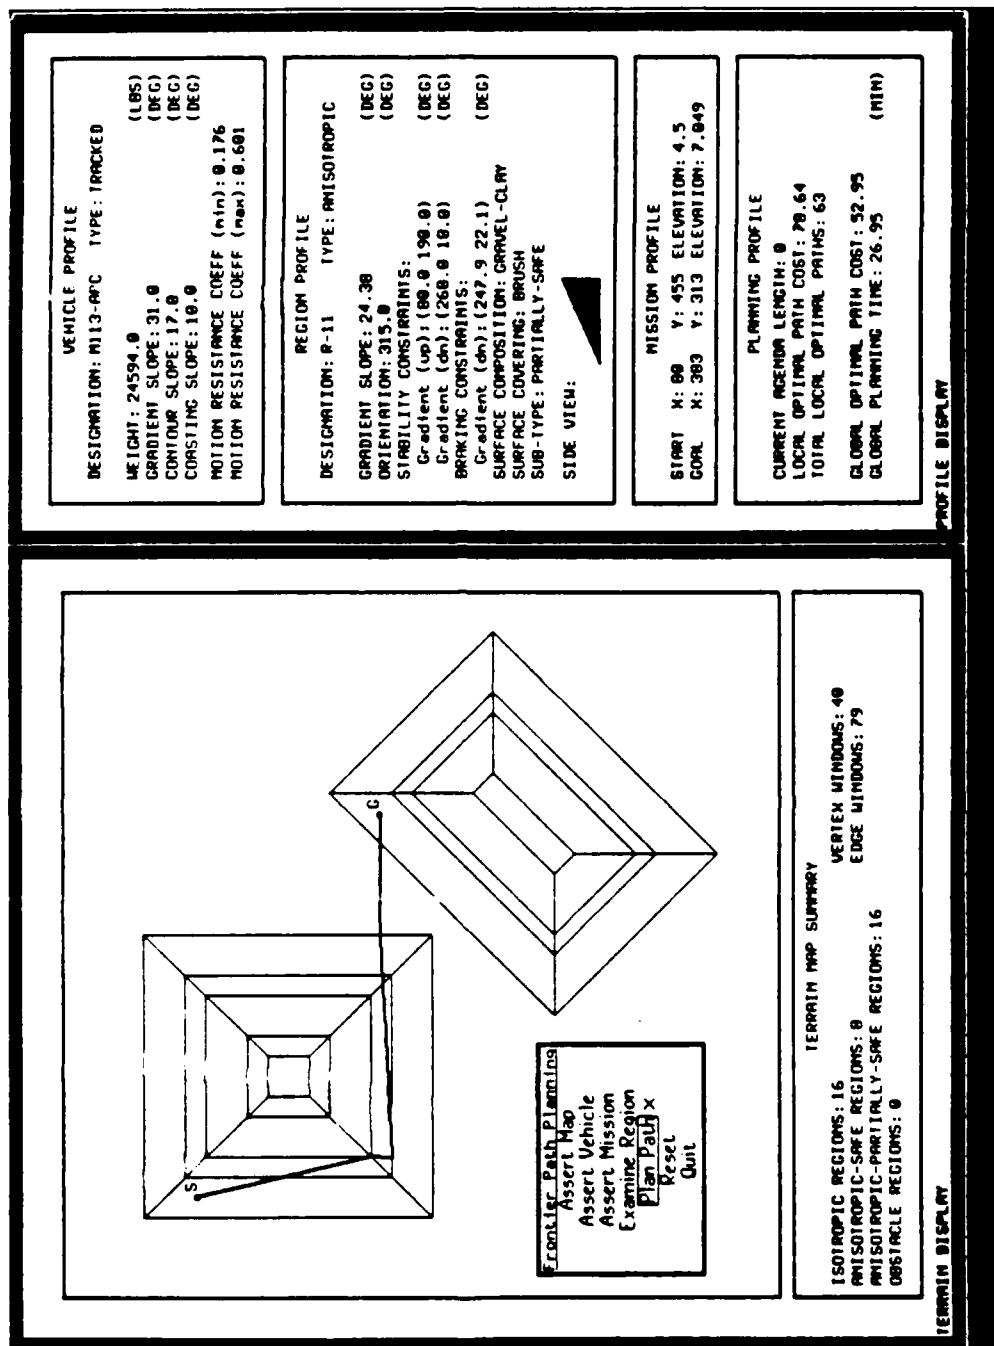 S
G
Frontier Path Planning
Assert Map
Assert Vehicle
Assert Mission
Examine Region
Plan Path x
Reset
Quit
TERRAIN MAP SUMMARY
ISOTROPIC REGIONS: 16 VERTEX WINDOWS: 40
ANISOTROPIC-SAFE REGIONS: 0 EDGE WINDOWS: 79
ANISOTROPIC-PARTIALLY-SAFE REGIONS: 16
OBSTACLE REGIONS: 0
TERRAIN DISPLAY
VEHICLE PROFILE
DESIGNATION: M113-APC TYPE: TRACKED
WEIGHT: 24594.0 (LBS)
GRADIENT SLOPE: 31.0 (DEG)
CONTOUR SLOPE: 17.0 (DEG)
COASTING SLOPE: 10.0 (DEG)
MOTION RESISTANCE COEFF (min): 0.176
MOTION RESISTANCE COEFF (max): 0.601
REGION PROFILE
DESIGNATION: R-11 TYPE: ANISOTROPIC
GRADIENT SLOPE: 24.30 (DEG)
ORIENTATION: 315.0 (DEG)
STABILITY CONSTRAINTS:
Gradient (up): (80.0 190.0) (DEG)
Gradient (dn): (260.0 10.0) (DEG)
BRAKING CONSTRAINTS:
Gradient (dn): (247.9 22.1) (DEG)
SURFACE COMPOSITION: GRAVEL-CLAY
SURFACE COVERING: BRUSH
SUB-TYPE: PARTIALLY-SAFE
SIDE VIEW:
MISSION PROFILE
START X: 80 Y: 455 ELEVATION: 4.5
GOAL X: 383 Y: 313 ELEVATION: 7.049
PLANNING PROFILE
CURRENT AGENDA LENGTH: 0
LOCAL OPTIMAL PATH COST: 70.64
TOTAL LOCAL OPTIMAL PATHS: 63
GLOBAL OPTIMAL PATH COST: 52.95
GLOBAL PLANNING TIME: 26.95 (MIN)
PROFILE DISPLAY